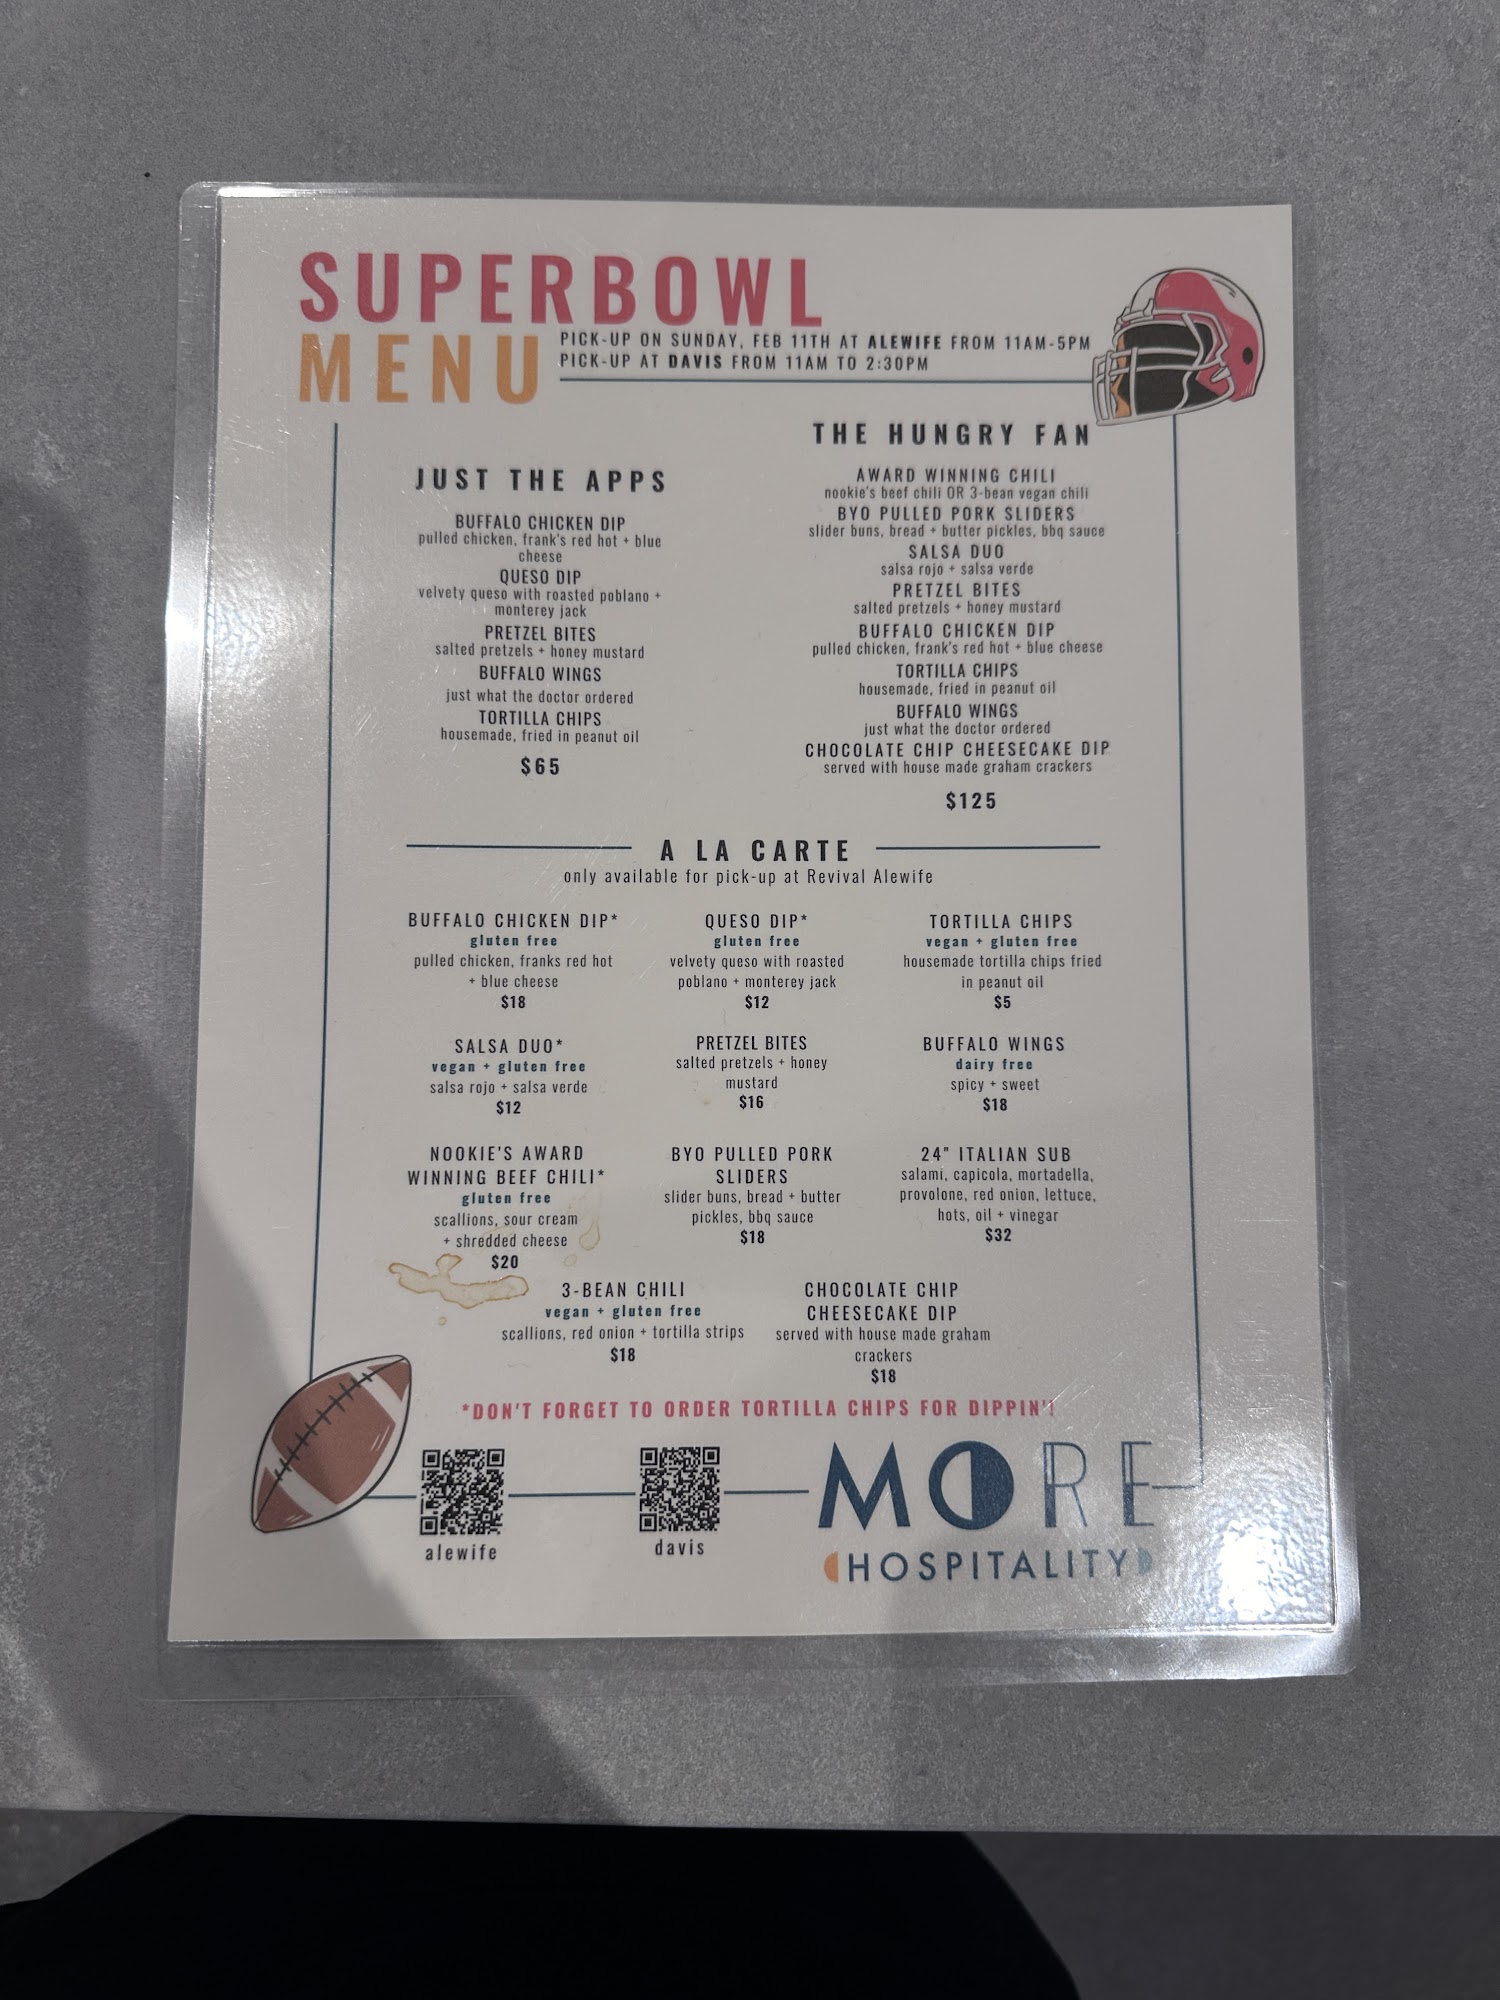 SUPERBOWL
MENU
PICK-UP ON SUNDAY, FEB 11TH AT ALEWIFE FROM 11AM-5PM
PICK-UP AT DAVIS FROM 11AM TO 2:30PM
JUST THE APPS
BUFFALO CHICKEN DIP
pulled chicken, frank's red hot + blue
cheese
QUESO DIP
velvety queso with roasted poblano +
monterey jack
PRETZEL BITES
salted pretzels + honey mustard
BUFFALO WINGS
just what the doctor ordered
TORTILLA CHIPS
housemade, fried in peanut oil
$65
THE HUNGRY FAN
AWARD WINNING CHILI
nookie's beef chili OR 3-bean vegan chili
BYO PULLED PORK SLIDERS
slider buns, bread + butter pickles, bbq sauce
SALSA DUO
salsa rojo + salsa verde
PRETZEL BITES
salted pretzels + honey mustard
BUFFALO CHICKEN DIP
pulled chicken, frank's red hot + blue cheese
TORTILLA CHIPS
housemade, fried in peanut oil
BUFFALO WINGS
just what the doctor ordered
CHOCOLATE CHIP CHEESECAKE DIP
served with house made graham crackers
$125
A LA CARTE
only available for pick-up at Revival Alewife
BUFFALO CHICKEN DIP*
gluten free
pulled chicken, franks red hot
+ blue cheese
$18
QUESO DIP*
gluten free
velvety queso with roasted
poblano + monterey jack
$12
TORTILLA CHIPS
vegan + gluten free
housemade tortilla chips fried
in peanut oil
$5
SALSA DUO*
vegan + gluten free
salsa rojo + salsa verde
$12
PRETZEL BITES
salted pretzels + honey
mustard
$16
BUFFALO WINGS
dairy free
spicy + sweet
$18
NOOKIE'S AWARD
WINNING BEEF CHILI*
gluten free
scallions, sour cream
+ shredded cheese
$20
BYO PULLED PORK
SLIDERS
slider buns, bread + butter
pickles, bbq sauce
$18
24" ITALIAN SUB
salami, capicola, mortadella,
provolone, red onion, lettuce,
hots, oil + vinegar
$32
3-BEAN CHILI
vegan + gluten free
scallions, red onion + tortilla strips
$18
CHOCOLATE CHIP
CHEESECAKE DIP
served with house made graham
crackers
$18
*DON'T FORGET TO ORDER TORTILLA CHIPS FOR DIPPIN'!
alewife
davis
MORE
HOSPITALITY